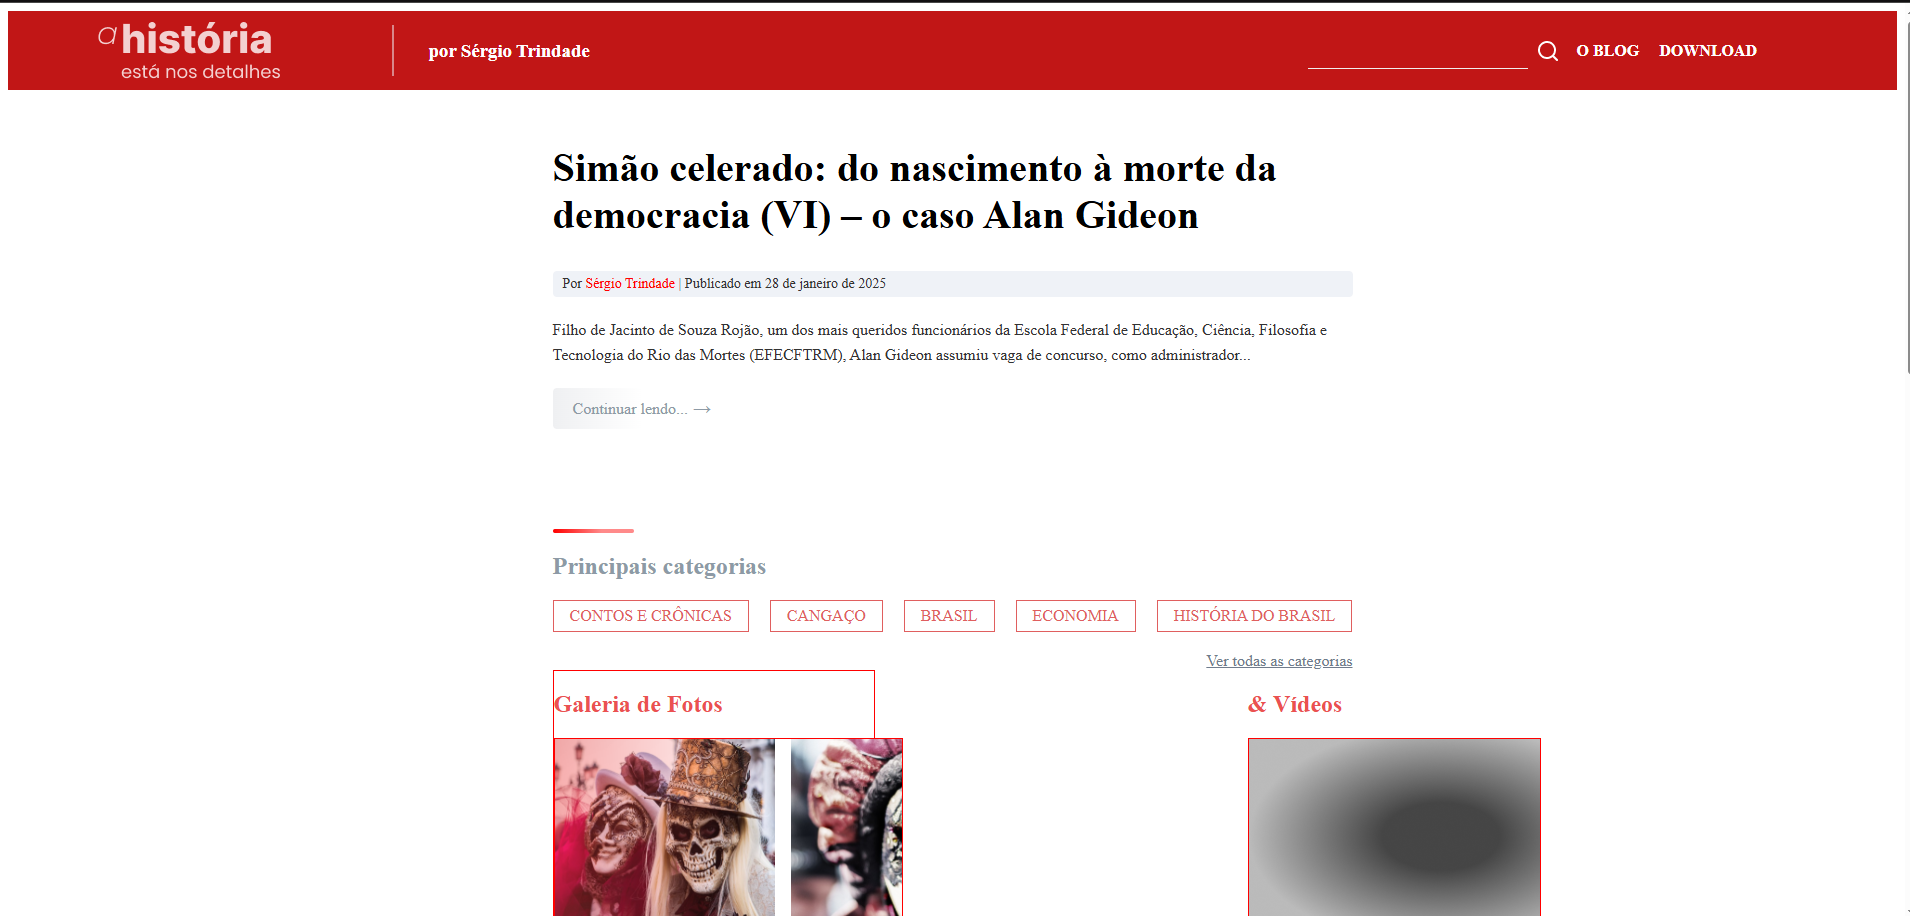 a história
está nos detalhes
por Sérgio Trindade
O BLOG
DOWNLOAD
Simão celerado: do nascimento à morte da
democracia (VI) – o caso Alan Gideon
Por Sérgio Trindade | Publicado em 28 de janeiro de 2025
Filho de Jacinto de Souza Rojão, um dos mais queridos funcionários da Escola Federal de Educação, Ciência, Filosofia e
Tecnologia do Rio das Mortes (EFECFTRM), Alan Gideon assumiu vaga de concurso, como administrador...
Continuar lendo... →
Principais categorias
CONTOS E CRÔNICAS
CANGAÇO
BRASIL
ECONOMIA
HISTÓRIA DO BRASIL
Ver todas as categorias
Galeria de Fotos
& Vídeos